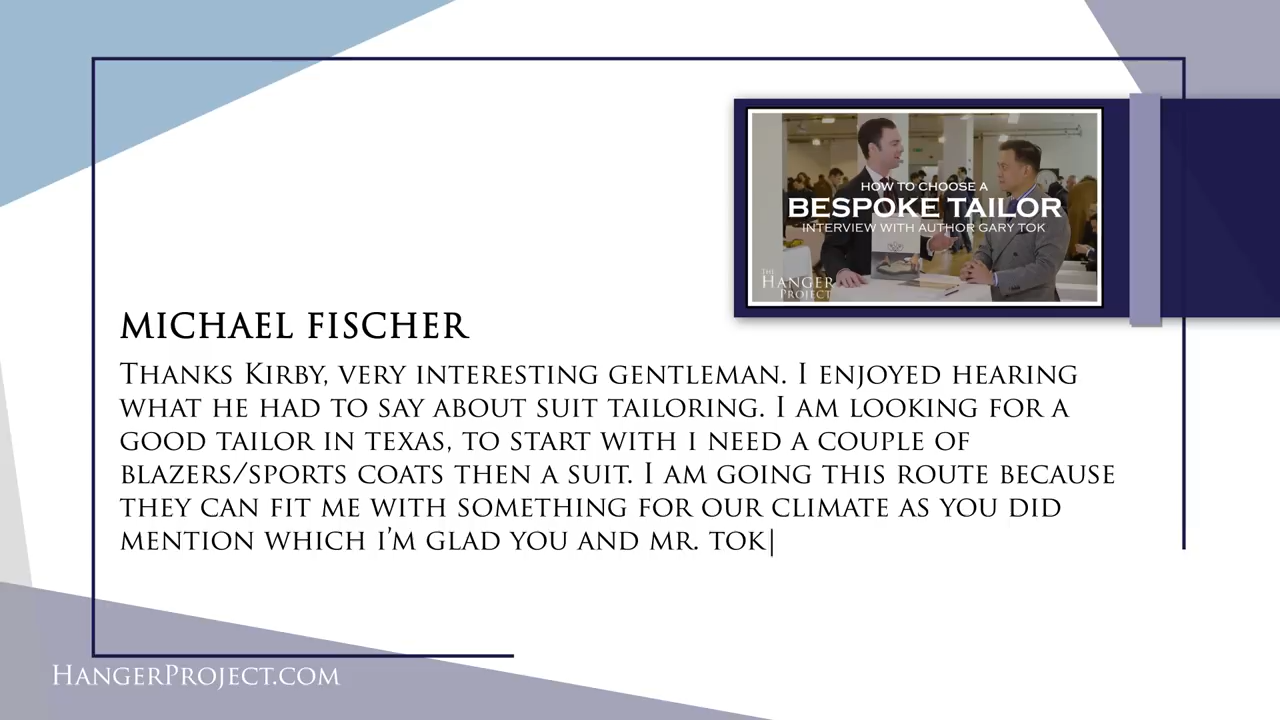 HOW TO CHOOSE A
BESPOKE TAILOR
INTERVIEW WITH AUTHOR GARY TOK
THE
HANGER
PROJECT
MICHAEL FISCHER
THANKS KIRBY, VERY INTERESTING GENTLEMAN. I ENJOYED HEARING
WHAT HE HAD TO SAY ABOUT SUIT TAILORING. I AM LOOKING FOR A
GOOD TAILOR IN TEXAS, TO START WITH I NEED A COUPLE OF
BLAZERS/SPORTS COATS THEN A SUIT. I AM GOING THIS ROUTE BECAUSE
THEY CAN FIT ME WITH SOMETHING FOR OUR CLIMATE AS YOU DID
MENTION WHICH I'M GLAD YOU AND MR. TOK
HANGERPROJECT.COM